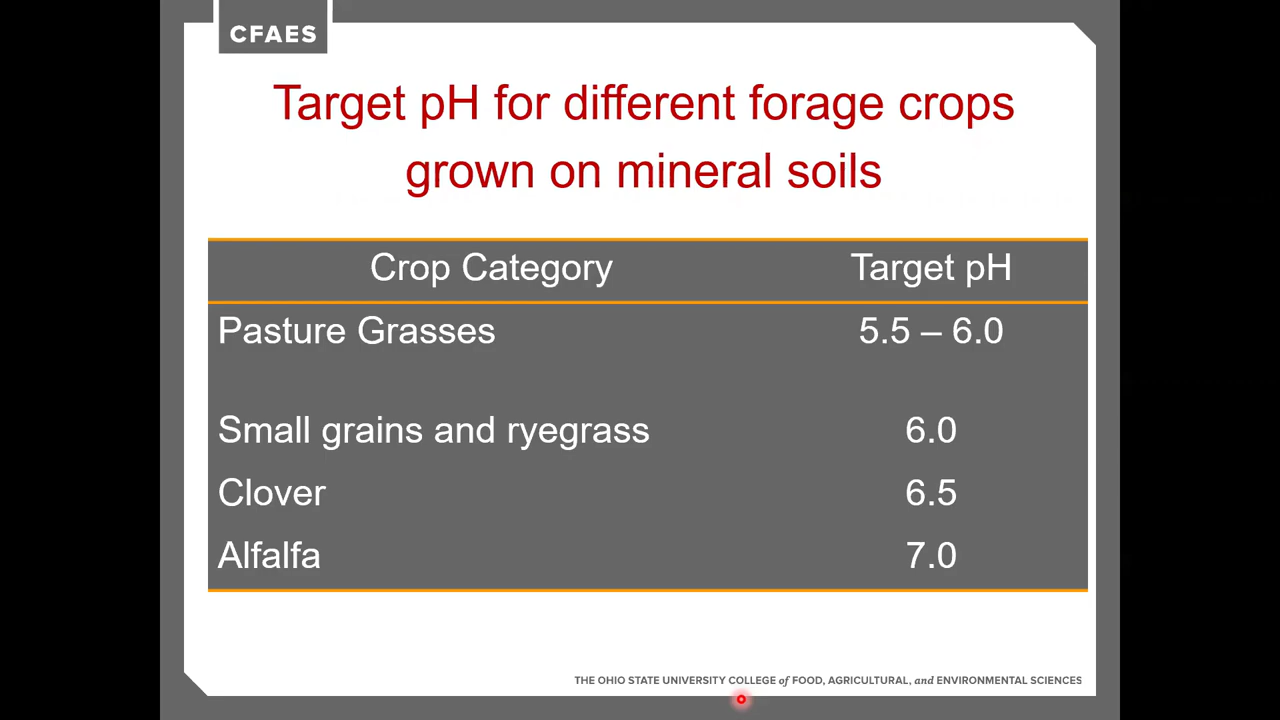 CFAES
Target pH for different forage crops
grown on mineral soils
Crop Category Target pH
Pasture Grasses 5.5 – 6.0
Small grains and ryegrass 6.0
Clover 6.5
Alfalfa 7.0
THE OHIO STATE UNIVERSITY COLLEGE of FOOD, AGRICULTURAL, and ENVIRONMENTAL SCIENCES